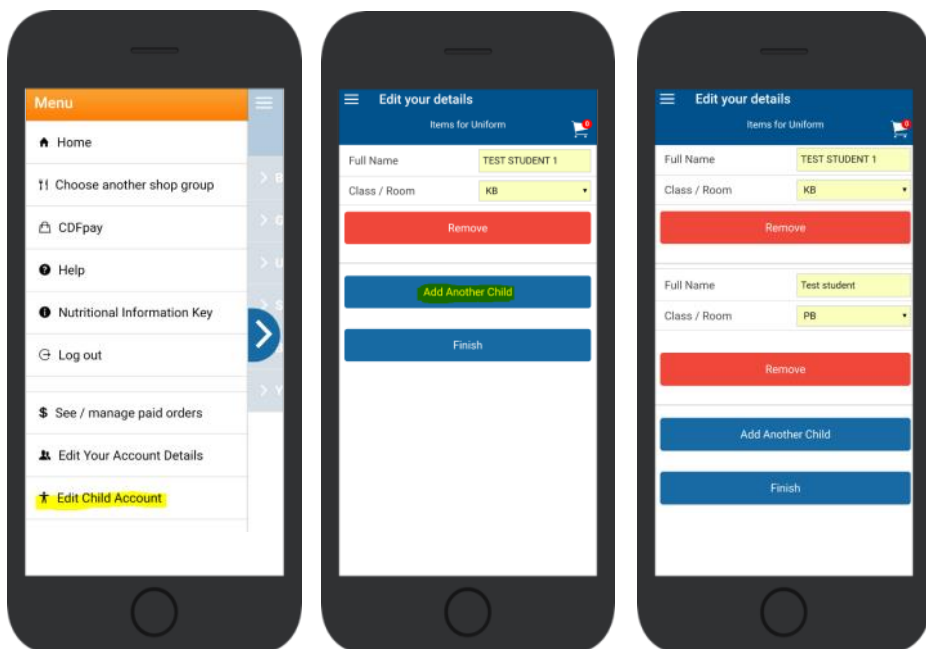 Menu
Home
Choose another shop group
CDFpay
Help
Nutritional Information Key
Log out
$ See / manage paid orders
Edit Your Account Details
Edit Child Account
B
G
U
S
Y
Edit your details
Items for Uniform
0
Full Name TEST STUDENT 1
Class / Room KB
Remove
Add Another Child
Finish
Edit your details
Items for Uniform
0
Full Name TEST STUDENT 1
Class / Room KB
Remove
Full Name Test student
Class / Room PB
Remove
Add Another Child
Finish